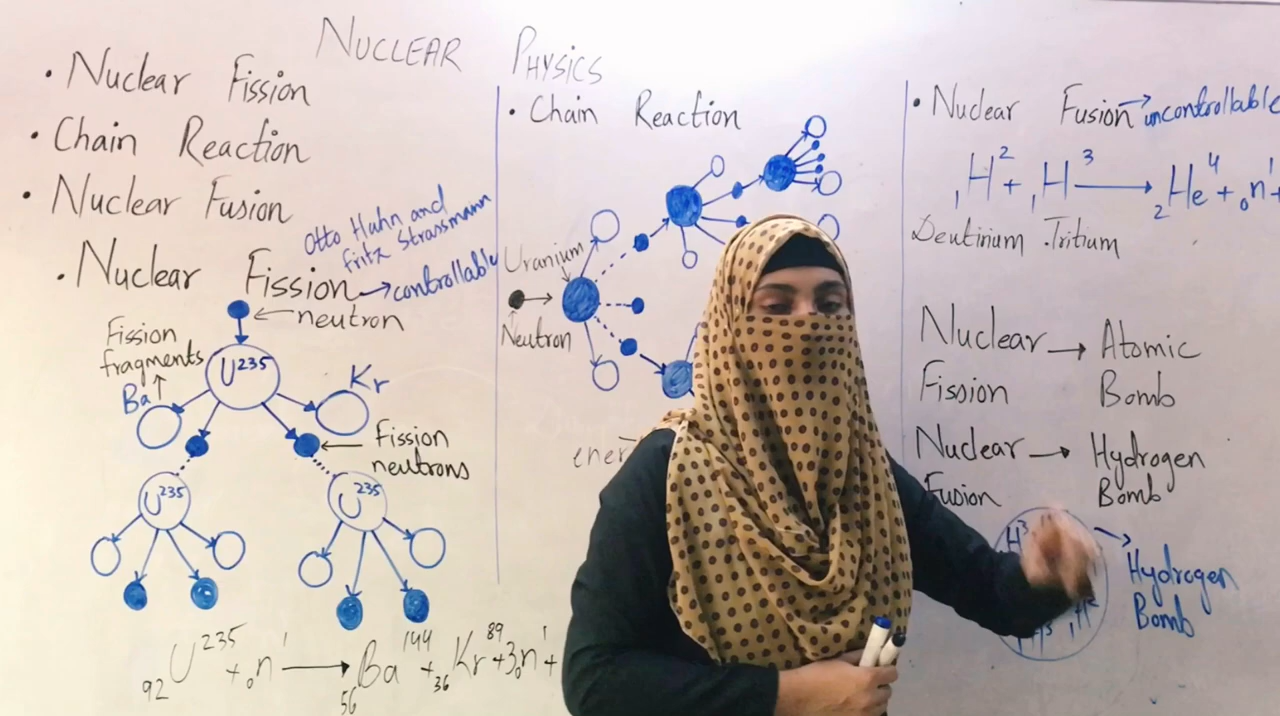 NUCLEAR PHYSICS
• Nuclear Fission
• Chain Reaction
• Nuclear Fusion
Otto Hahn and
fritz Strassmann
• Nuclear Fission → controllable
neutron
Fission
fragments
Ba
U²³⁵
Kr
Fission
neutrons
U²³⁵
U²³⁵
₉₂U²³⁵ + ₀n¹ → ₅₆Ba¹⁴⁴ + ₃₆Kr⁸⁹ + 3₀n¹ +
• Chain Reaction
Uranium
Neutron
• Nuclear Fusion → uncontrollable
₁H² + ₁H³ → ₂He⁴ + ₀n¹ +
Deutirium Tritium
Nuclear Fission → Atomic Bomb
Nuclear Fusion → Hydrogen Bomb
H³
Hydrogen
Bomb